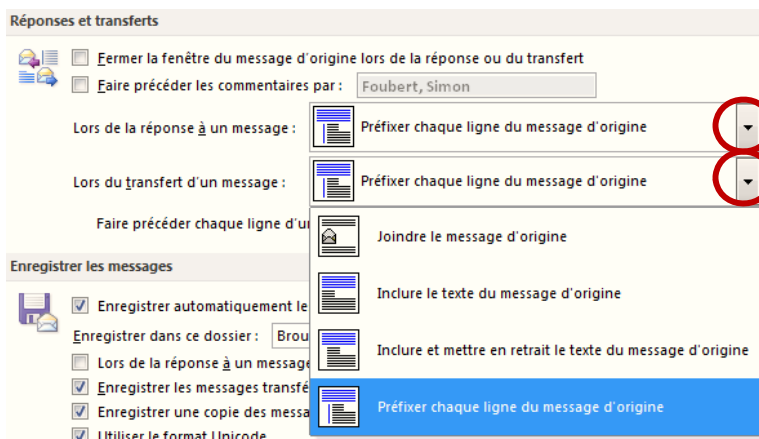 Réponses et transferts
Fermer la fenêtre du message d'origine lors de la réponse ou du transfert
Faire précéder les commentaires par : Foubert, Simon
Lors de la réponse à un message : Préfixer chaque ligne du message d'origine
Lors du transfert d'un message : Préfixer chaque ligne du message d'origine
Faire précéder chaque ligne
Joindre le message d'origine
Enregistrer les messages
Enregistrer automatiquement le
Inclure le texte du message d'origine
Enregistrer dans ce dossier : Brou
Lors de la réponse à un message
Inclure et mettre en retrait le texte du message d'origine
Enregistrer les messages transfé
Enregistrer une copie des messa
Préfixer chaque ligne du message d'origine
Utiliser le format Unicode